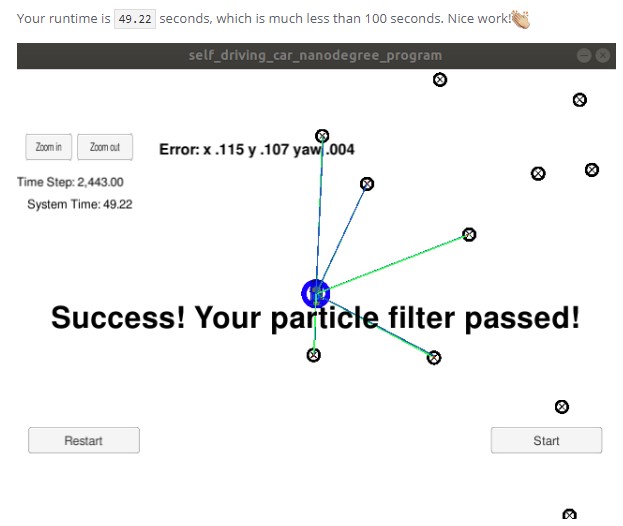 Your runtime is 49.22 seconds, which is much less than 100 seconds. Nice work!
self_driving_car_nanodegree_program
Zoom in Zoom out
Error: x .115 y .107 yaw .004
Time Step: 2,443.00
System Time: 49.22
Success! Your particle filter passed!
Restart
Start